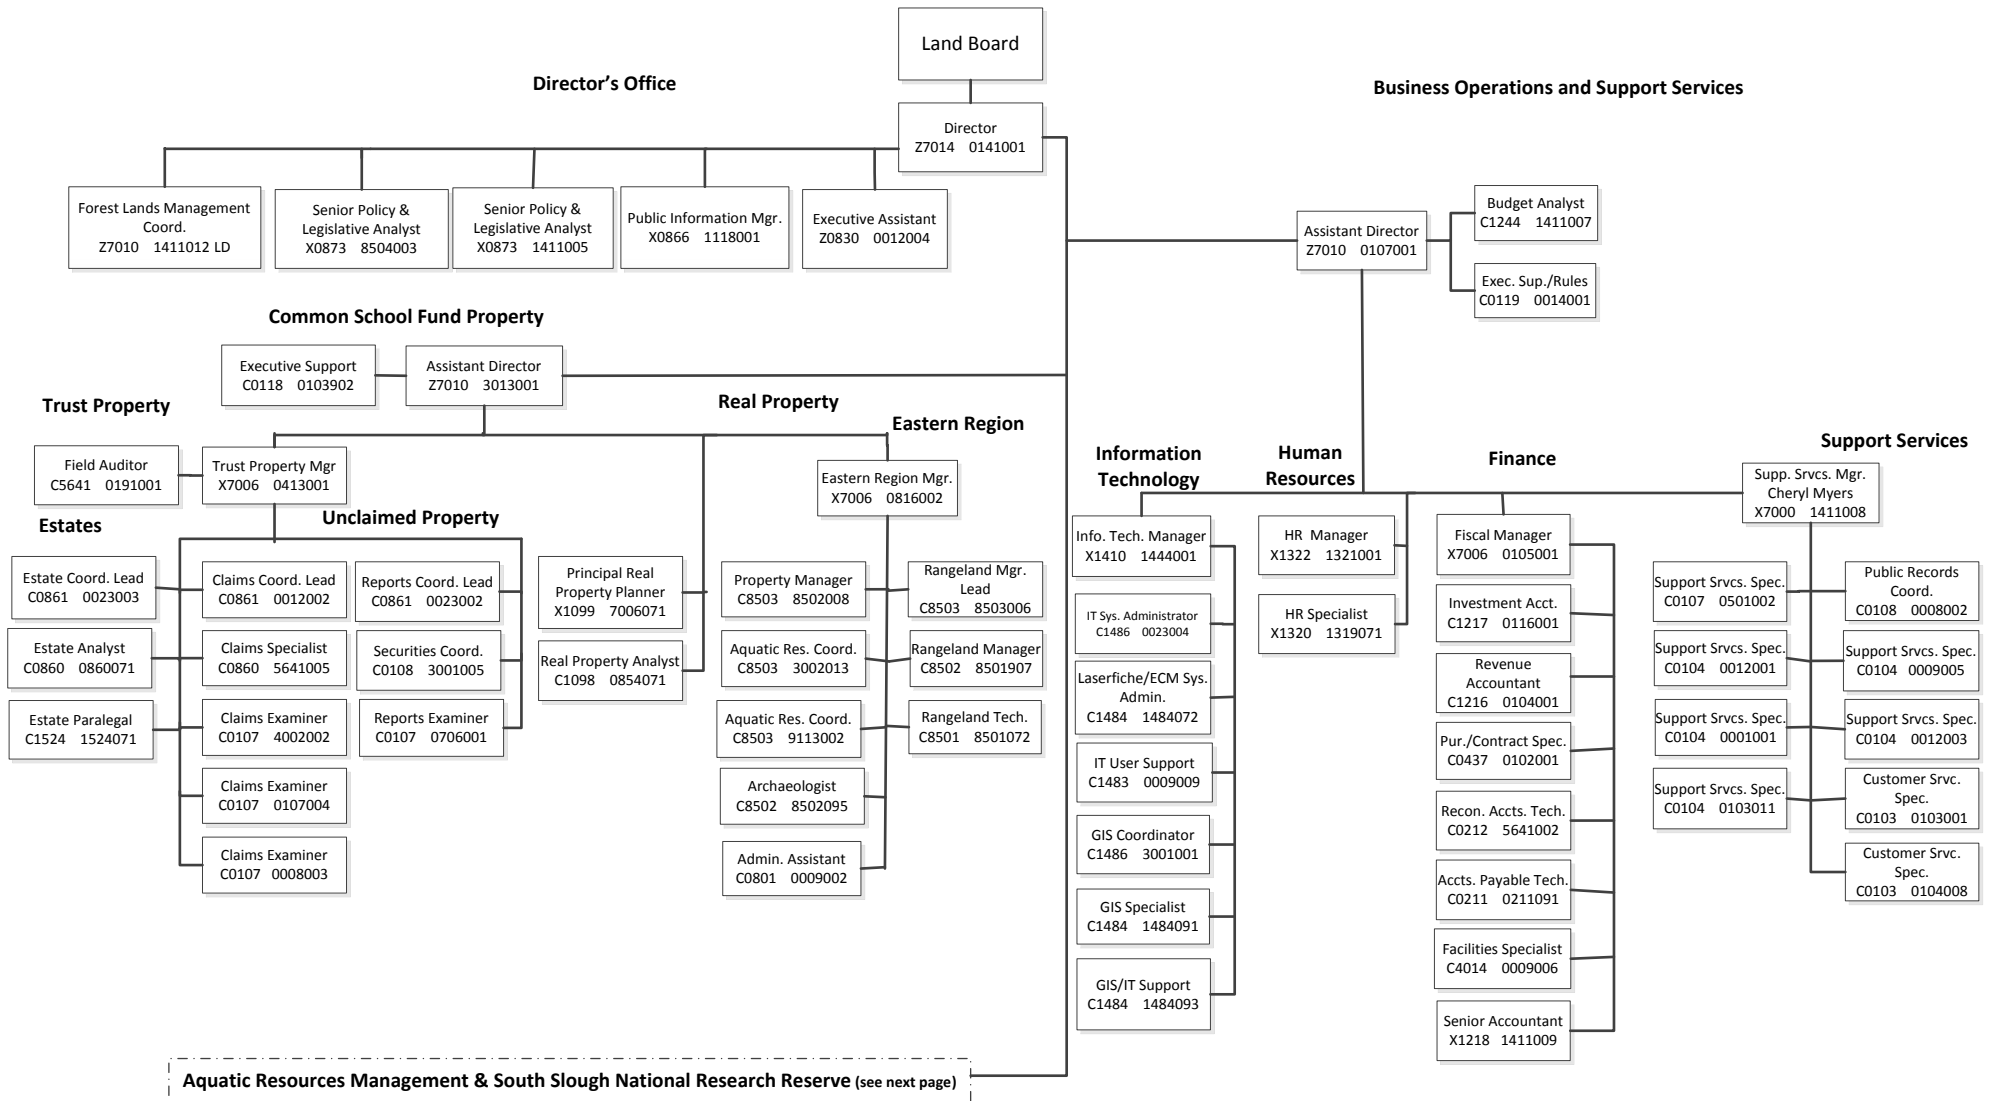 Land Board
Director’s Office
Business Operations and Support Services
Director
Z7014 0141001
Forest Lands Management
Coord.
Z7010 1411012 LD
Senior Policy &
Legislative Analyst
X0873 8504003
Senior Policy &
Legislative Analyst
X0873 1411005
Public Information Mgr.
X0866 1118001
Executive Assistant
Z0830 0012004
Assistant Director
Z7010 0107001
Budget Analyst
C1244 1411007
Exec. Sup./Rules
C0119 0014001
Common School Fund Property
Executive Support
C0118 0103902
Assistant Director
Z7010 3013001
Trust Property
Real Property
Eastern Region
Field Auditor
C5641 0191001
Trust Property Mgr
X7006 0413001
Eastern Region Mgr.
X7006 0816002
Estates
Unclaimed Property
Estate Coord. Lead
C0861 0023003
Estate Analyst
C0860 0860071
Estate Paralegal
C1524 1524071
Claims Coord. Lead
C0861 0012002
Claims Specialist
C0860 5641005
Claims Examiner
C0107 4002002
Claims Examiner
C0107 0107004
Claims Examiner
C0107 0008003
Reports Coord. Lead
C0861 0023002
Securities Coord.
C0108 3001005
Reports Examiner
C0107 0706001
Principal Real
Property Planner
X1099 7006071
Real Property Analyst
C1098 0854071
Property Manager
C8503 8502008
Aquatic Res. Coord.
C8503 3002013
Aquatic Res. Coord.
C8503 9113002
Archaeologist
C8502 8502095
Admin. Assistant
C0801 0009002
Rangeland Mgr.
Lead
C8503 8503006
Rangeland Manager
C8502 8501907
Rangeland Tech.
C8501 8501072
Information
Technology
Info. Tech. Manager
X1410 1444001
IT Sys. Administrator
C1486 0023004
Laserfiche/ECM Sys.
Admin.
C1484 1484072
IT User Support
C1483 0009009
GIS Coordinator
C1486 3001001
GIS Specialist
C1484 1484091
GIS/IT Support
C1484 1484093
Human
Resources
HR Manager
X1322 1321001
HR Specialist
X1320 1319071
Finance
Fiscal Manager
X7006 0105001
Investment Acct.
C1217 0116001
Revenue
Accountant
C1216 0104001
Pur./Contract Spec.
C0437 0102001
Recon. Accts. Tech.
C0212 5641002
Accts. Payable Tech.
C0211 0211091
Facilities Specialist
C4014 0009006
Senior Accountant
X1218 1411009
Support Services
Supp. Srvcs. Mgr.
Cheryl Myers
X7000 1411008
Support Srvcs. Spec.
C0107 0501002
Support Srvcs. Spec.
C0104 0012001
Support Srvcs. Spec.
C0104 0001001
Support Srvcs. Spec.
C0104 0103011
Public Records
Coord.
C0108 0008002
Support Srvcs. Spec.
C0104 0009005
Support Srvcs. Spec.
C0104 0012003
Customer Srvc.
Spec.
C0103 0103001
Customer Srvc.
Spec.
C0103 0104008
Aquatic Resources Management & South Slough National Research Reserve (see next page)